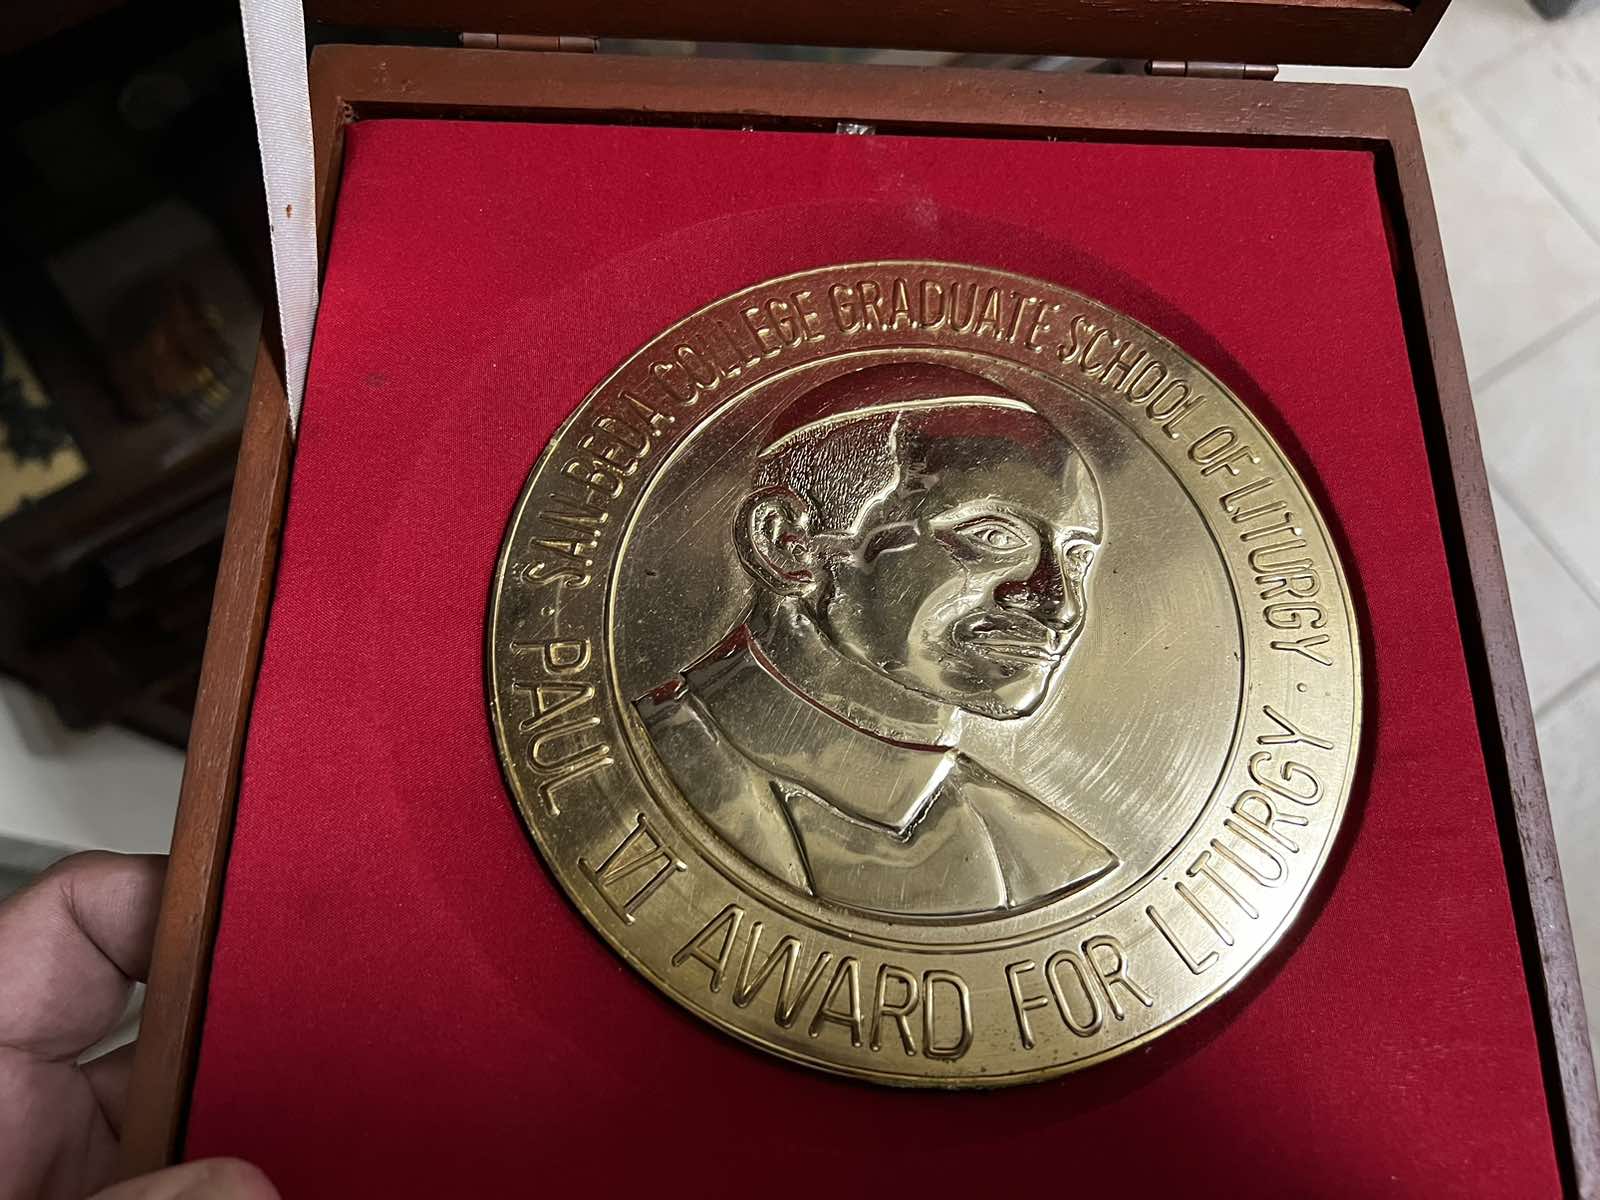 SAN·BEDA·COLLEGE GRADUATE SCHOOL OF LITURGY ·
PAUL VI AWARD FOR LITURGY ·